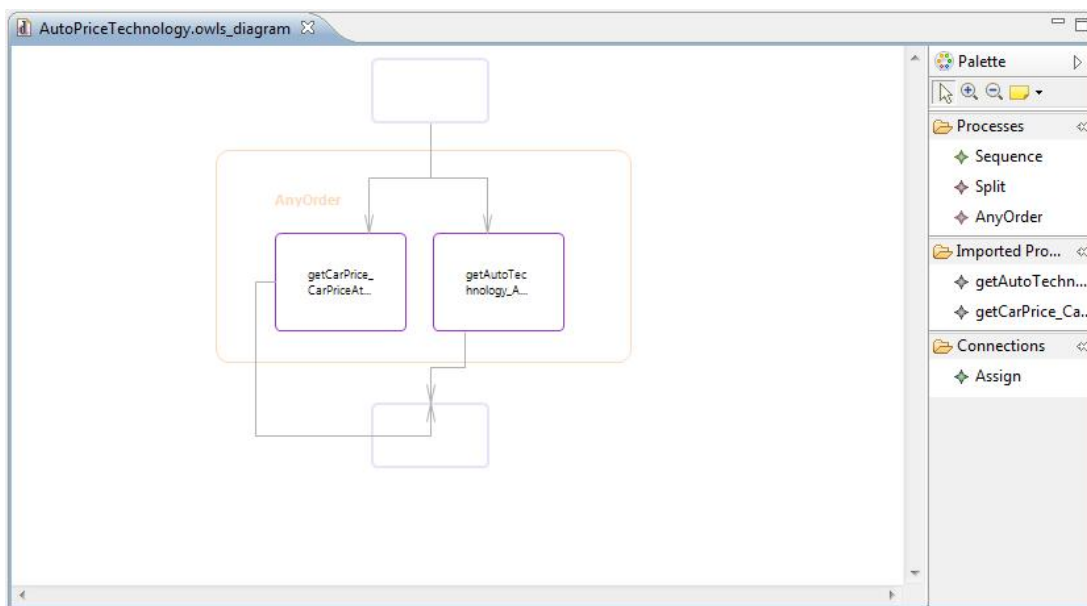 AutoPriceTechnology.owls_diagram
AnyOrder
getCarPrice_
CarPriceAt...
getAutoTec
hnology_A...
Palette
Processes
Sequence
Split
AnyOrder
Imported Pro...
getAutoTechn...
getCarPrice_Ca..
Connections
Assign